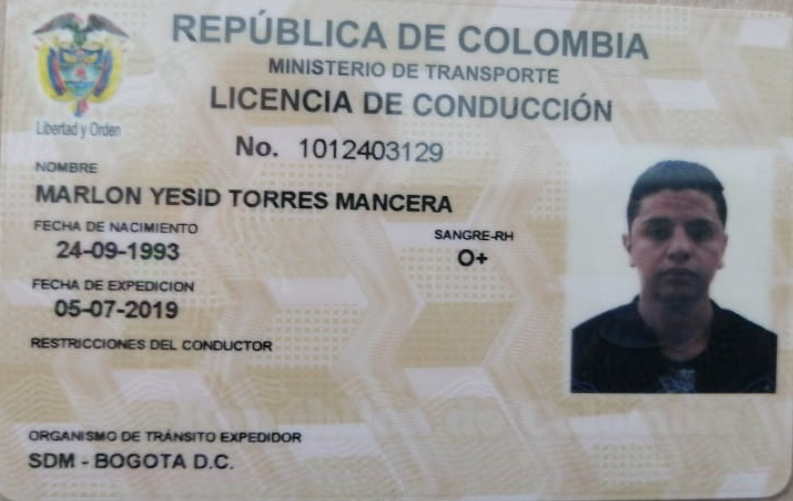 REPÚBLICA DE COLOMBIA
MINISTERIO DE TRANSPORTE
LICENCIA DE CONDUCCIÓN
Libertad y Orden
No. 1012403129
NOMBRE
MARLON YESID TORRES MANCERA
FECHA DE NACIMIENTO
24-09-1993
SANGRE-RH
O+
FECHA DE EXPEDICION
05-07-2019
RESTRICCIONES DEL CONDUCTOR
ORGANISMO DE TRÁNSITO EXPEDIDOR
SDM - BOGOTA D.C.